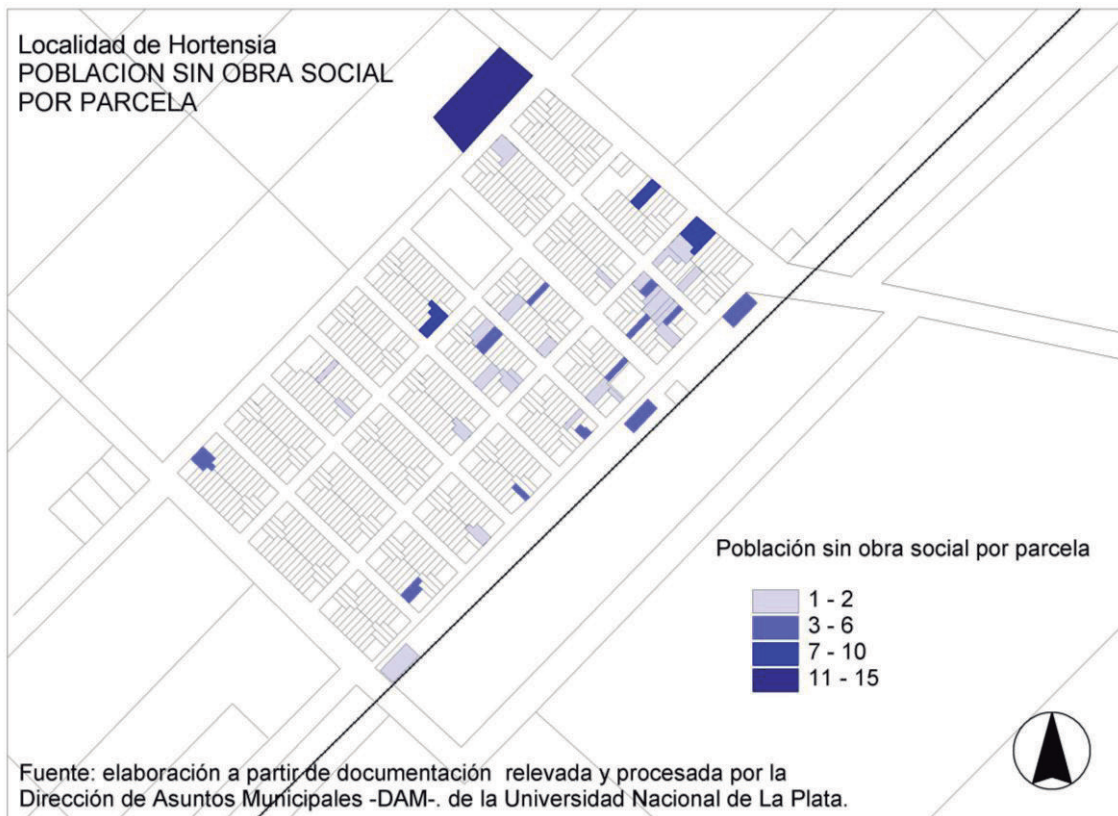 Localidad de Hortensia
POBLACION SIN OBRA SOCIAL
POR PARCELA
Población sin obra social por parcela
1 - 2
3 - 6
7 - 10
11 - 15
Fuente: elaboración a partir de documentación relevada y procesada por la
Dirección de Asuntos Municipales -DAM-. de la Universidad Nacional de La Plata.